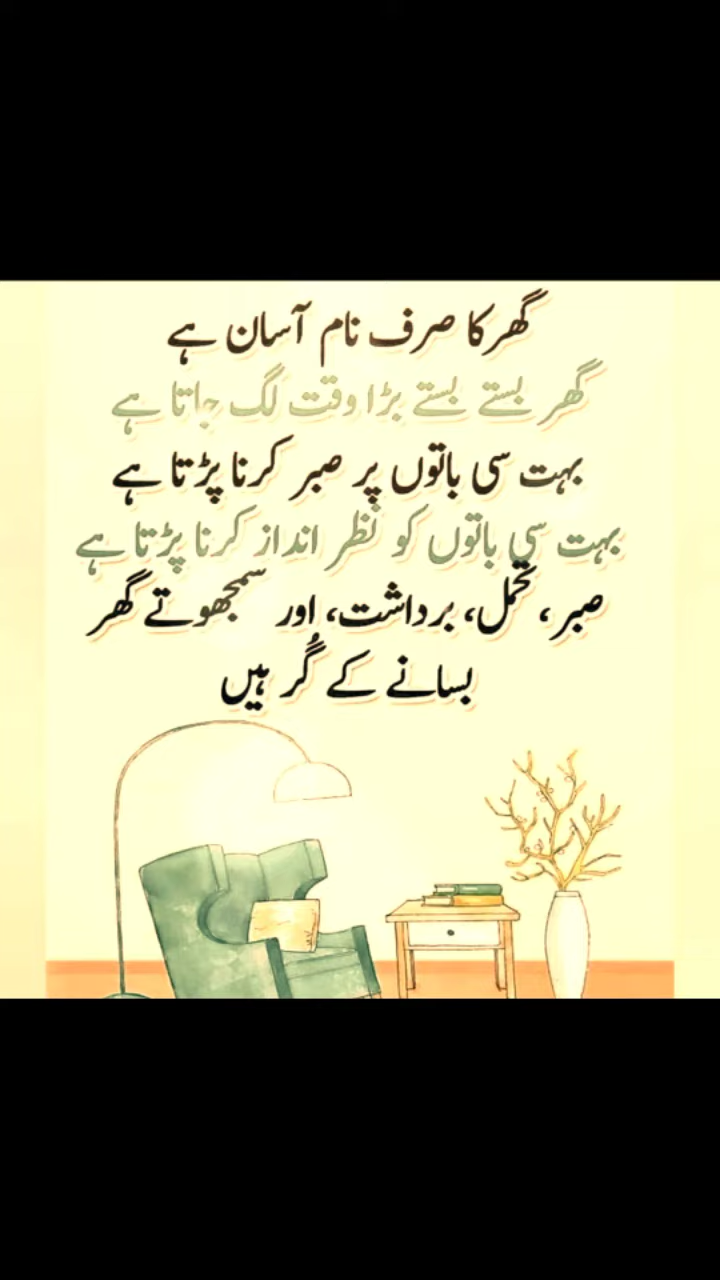 گھر کا صرف نام آسان ہے
گھر بستے بستے بڑا وقت لگ جاتا ہے
بہت سی باتوں پر صبر کرنا پڑتا ہے
بہت سی باتوں کو نظر انداز کرنا پڑتا ہے
صبر، تحمل، برداشت، اور سمجھوتے گھر
بسانے کے گُر ہیں